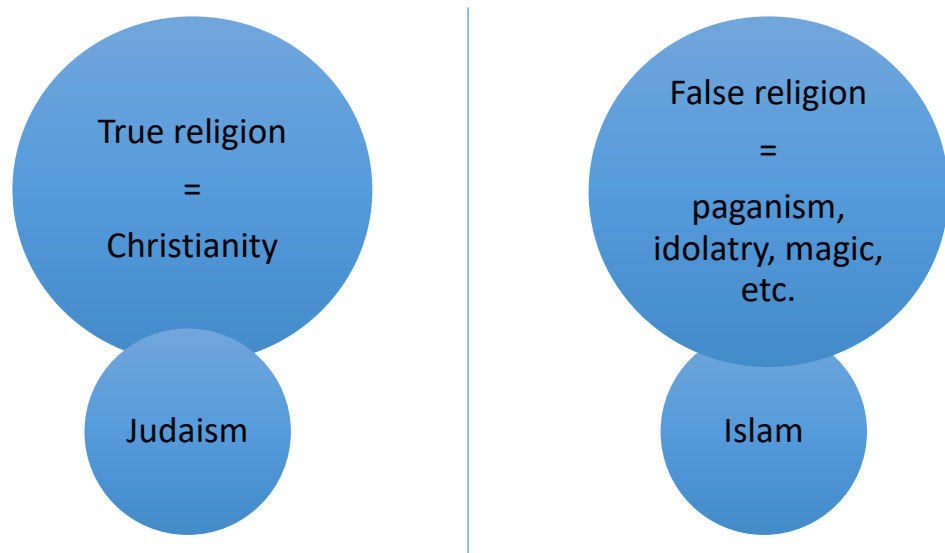 True religion
=
Christianity
Judaism
False religion
=
paganism,
idolatry, magic,
etc.
Islam